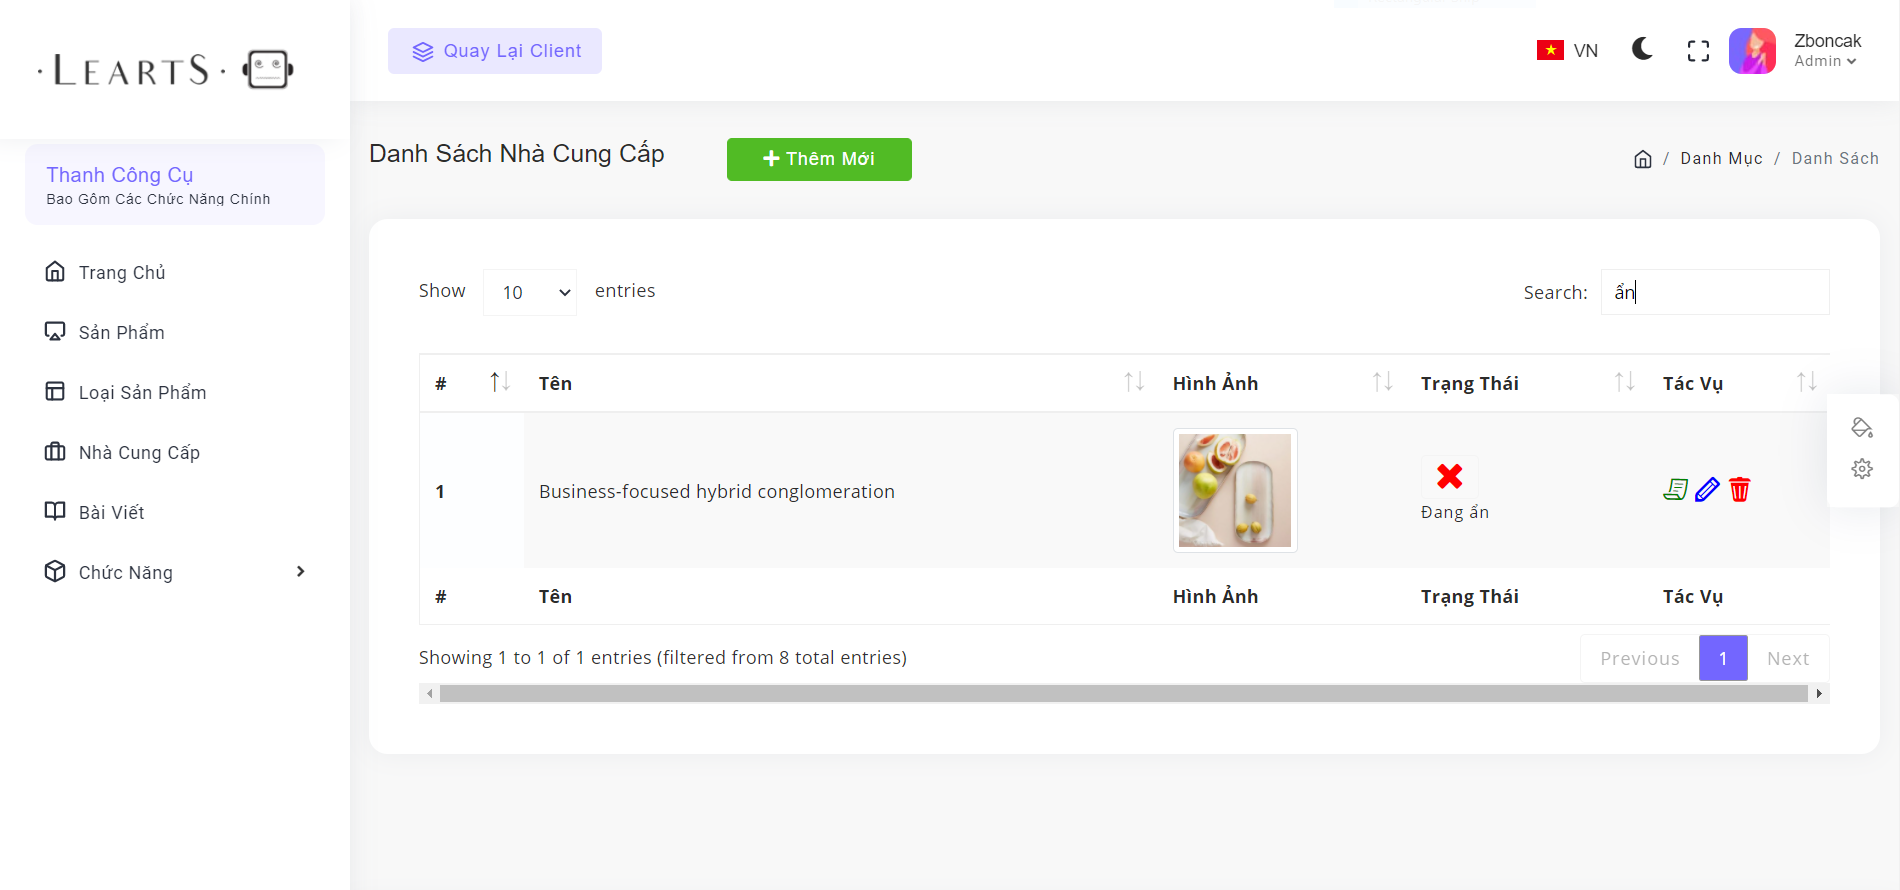 · LEARTS ·
Quay Lại Client
VN
Zboncak
Admin
Thanh Công Cụ
Bao Gôm Các Chức Năng Chính
Trang Chủ
Sản Phẩm
Loại Sản Phẩm
Nhà Cung Cấp
Bài Viết
Chức Năng
Danh Sách Nhà Cung Cấp
Thêm Mới
/ Danh Mục / Danh Sách
Show 10 entries
Search: ẩn
# Tên Hình Ảnh Trạng Thái Tác Vụ
1 Business-focused hybrid conglomeration
Đang ẩn
# Tên Hình Ảnh Trạng Thái Tác Vụ
Showing 1 to 1 of 1 entries (filtered from 8 total entries)
Previous 1 Next